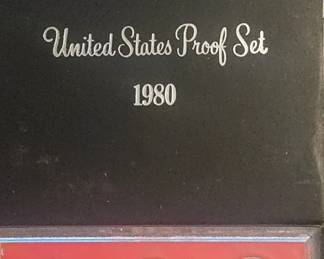 United States Proof Set
1980